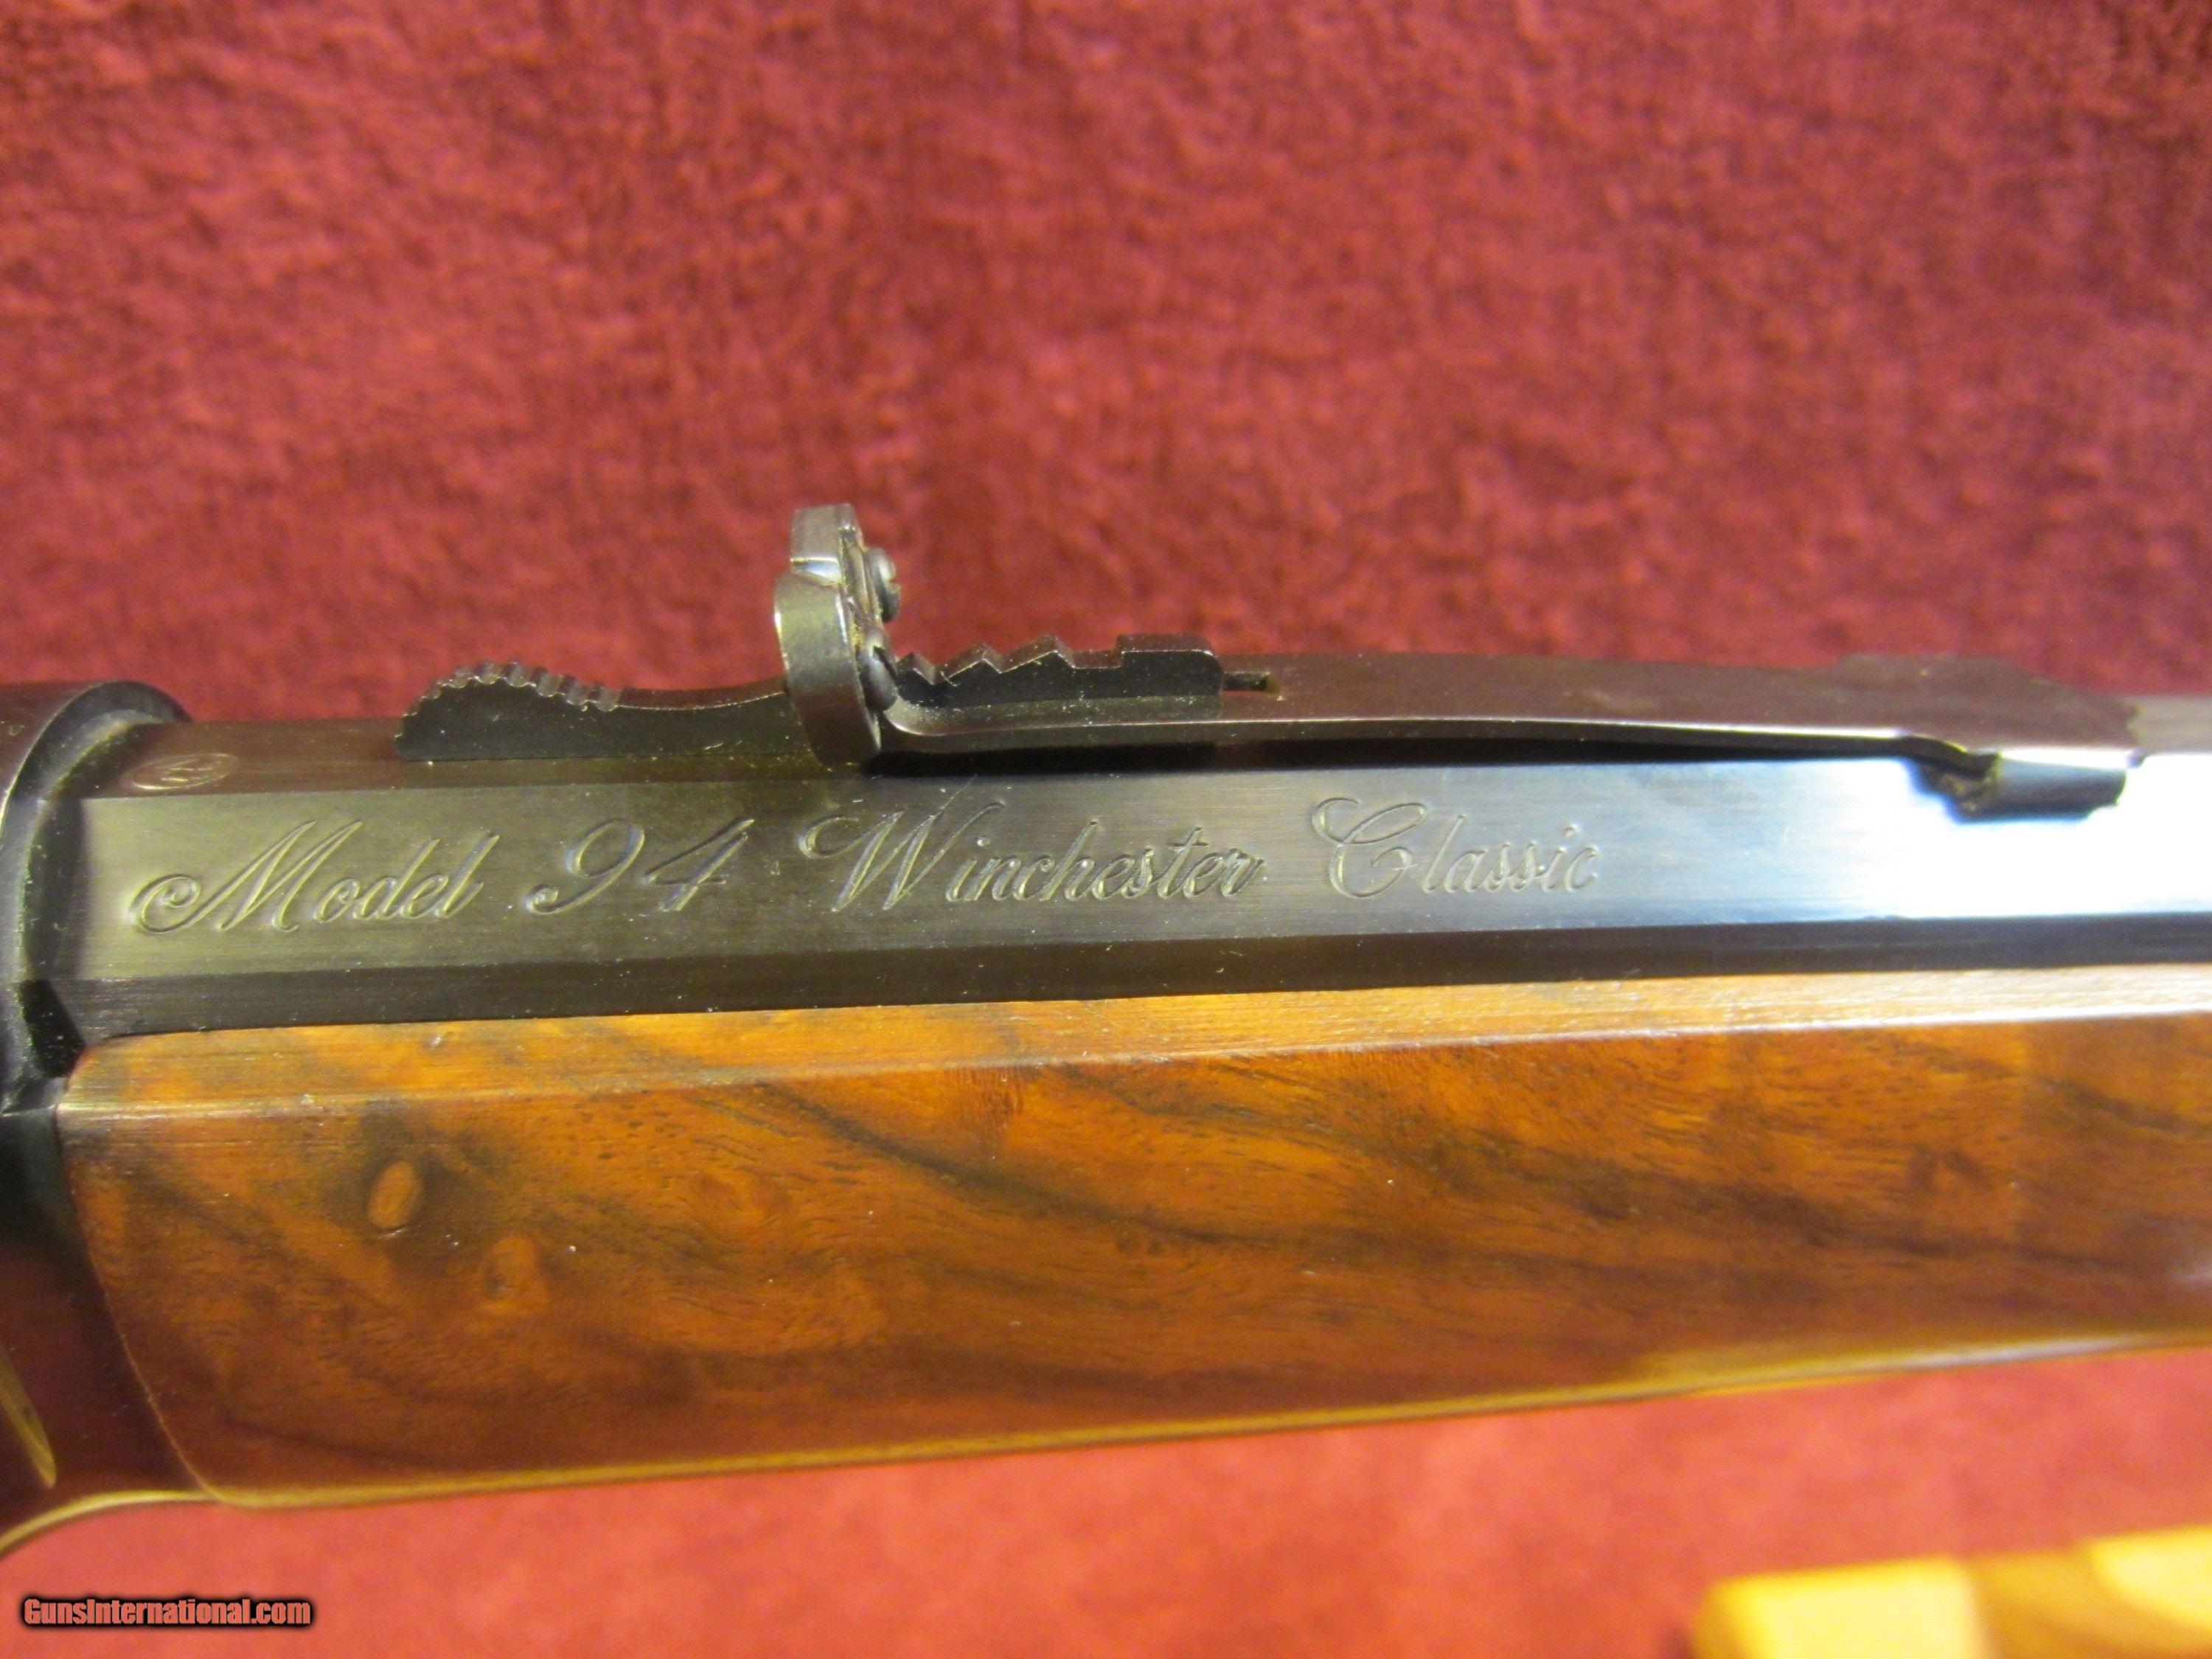 Model 94 Winchester Classic
GunsInternational.com